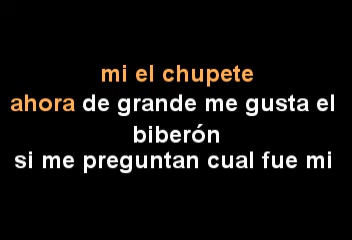 mi el chupete
ahora de grande me gusta el
biberón
si me preguntan cual fue mi